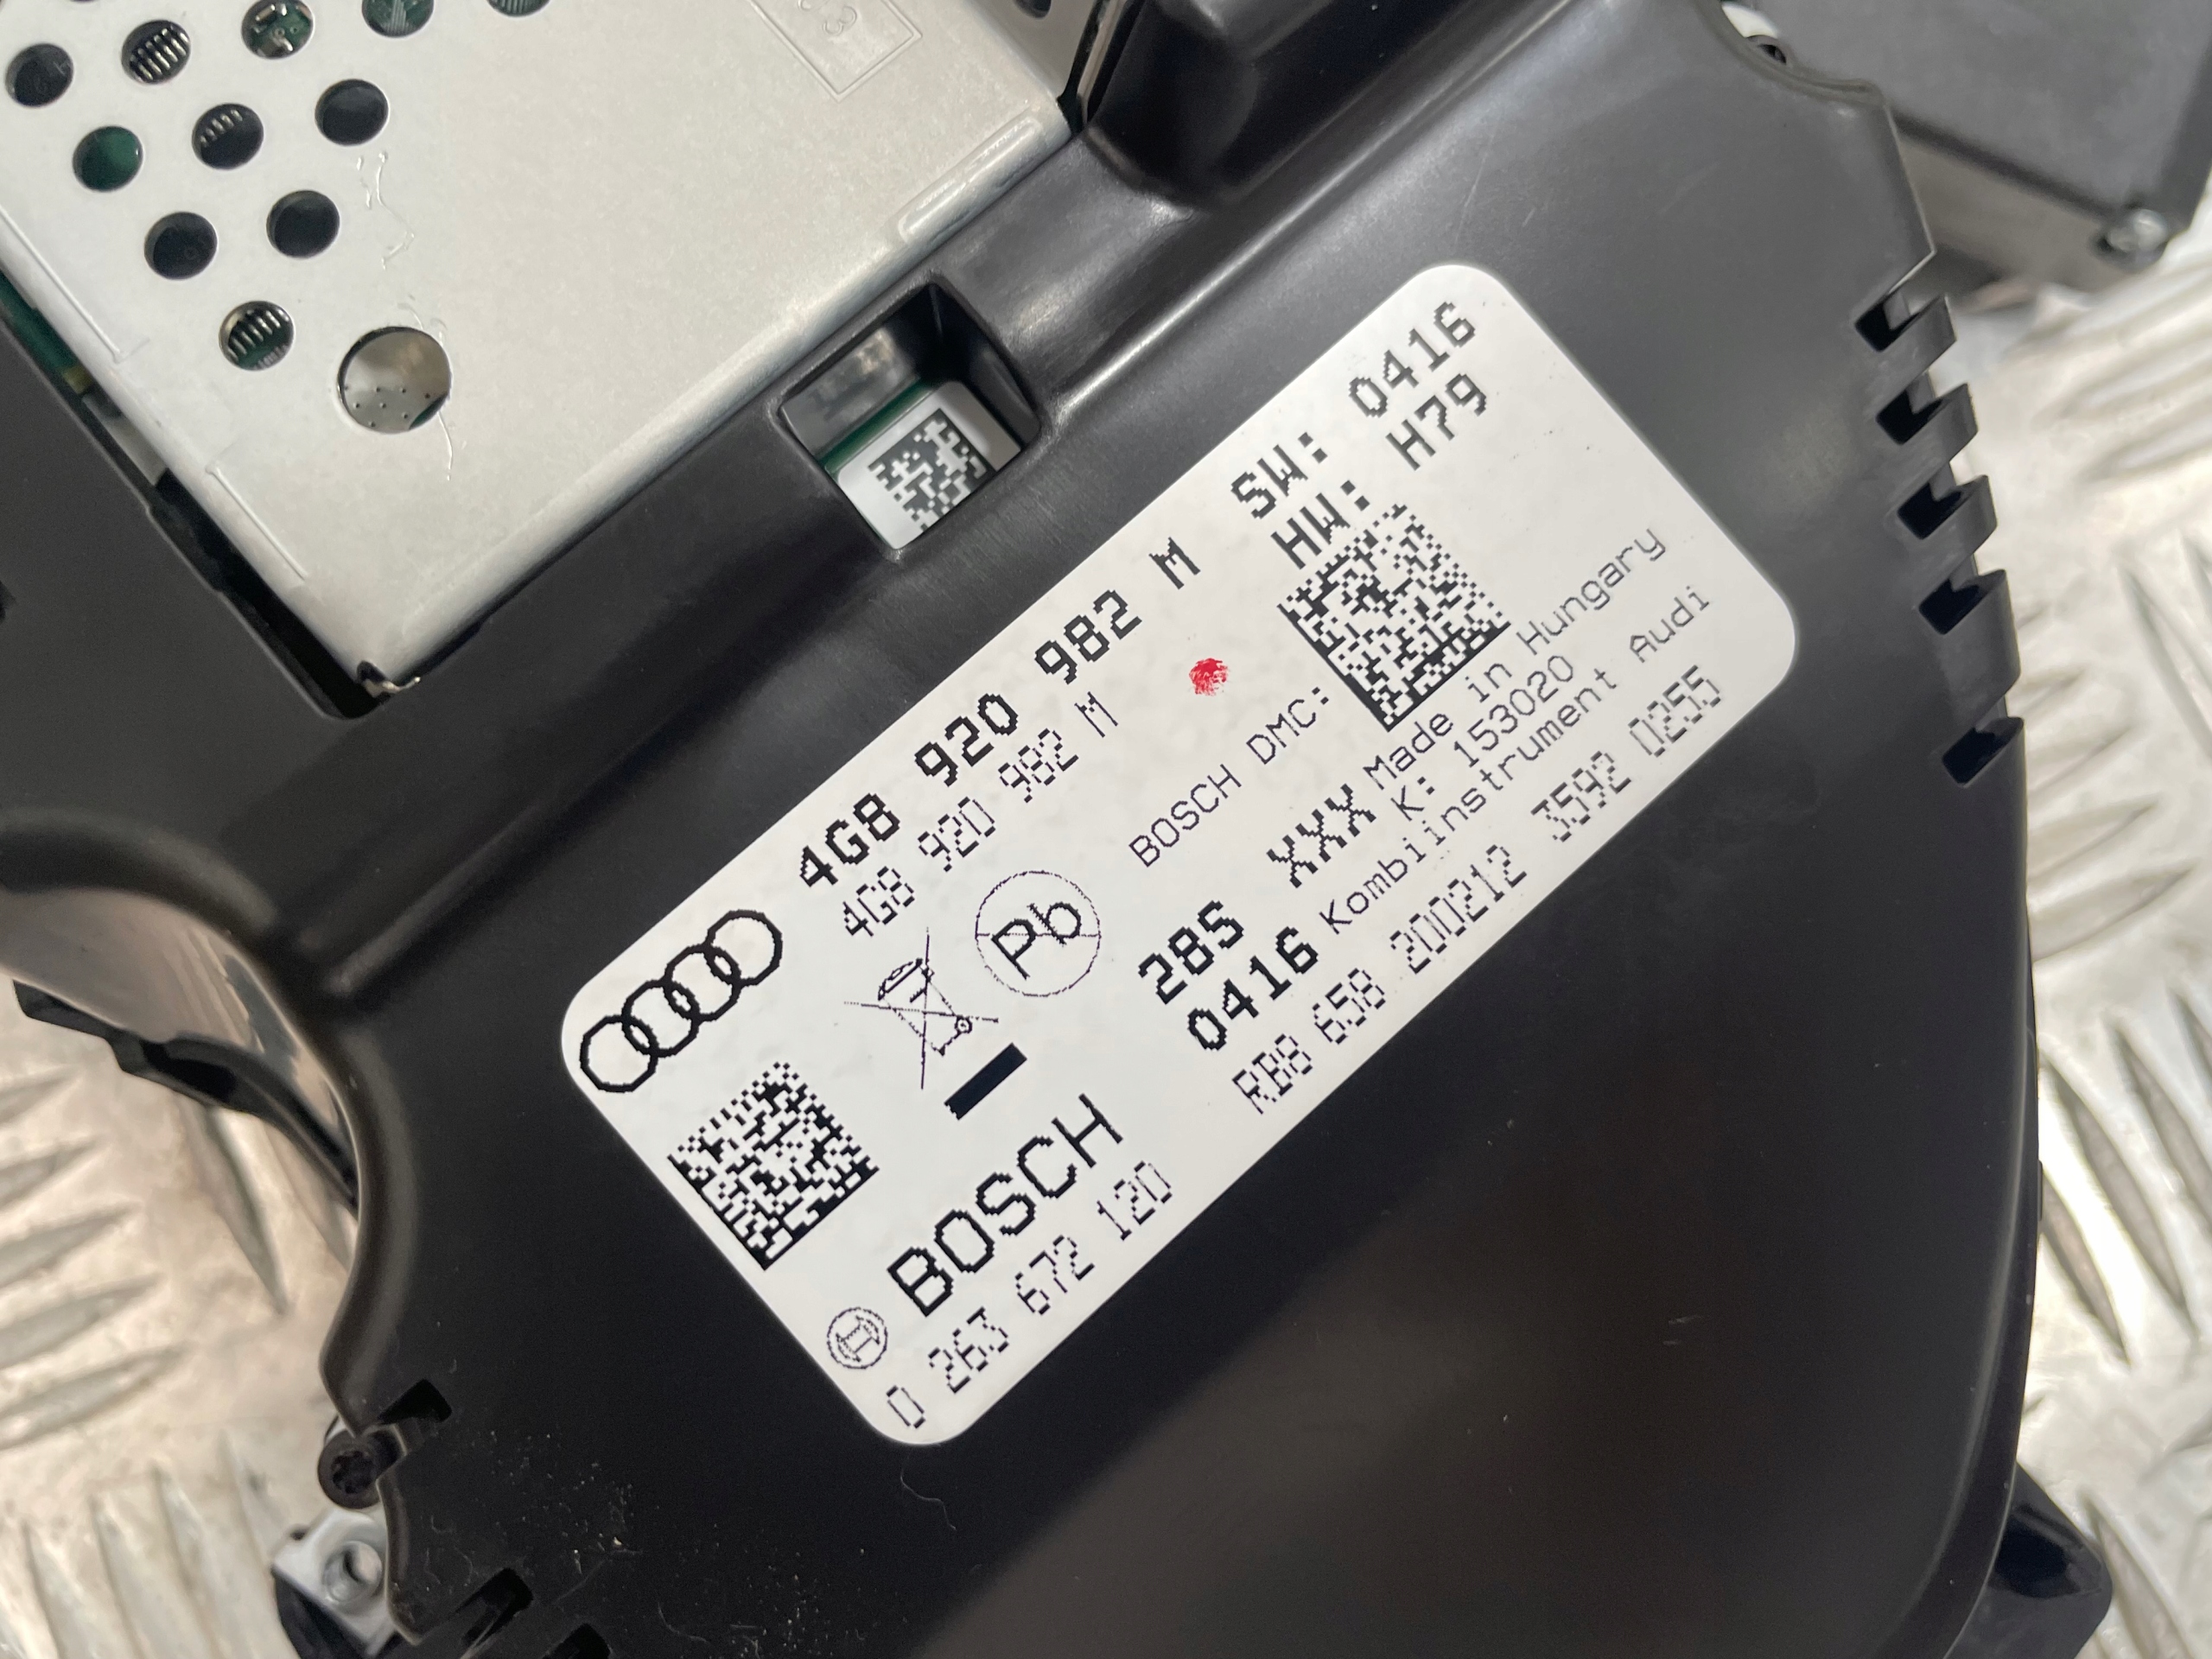 4G8 920 982 M
SW: 0416
4G8 920 982 M
HW: H79
Pb
BOSCH DMC:
285 XXX
Made in Hungary
K: 153020
0416
Kombiinstrument Audi
BOSCH
RB8 658 200212 3592 0255
0 263 672 120